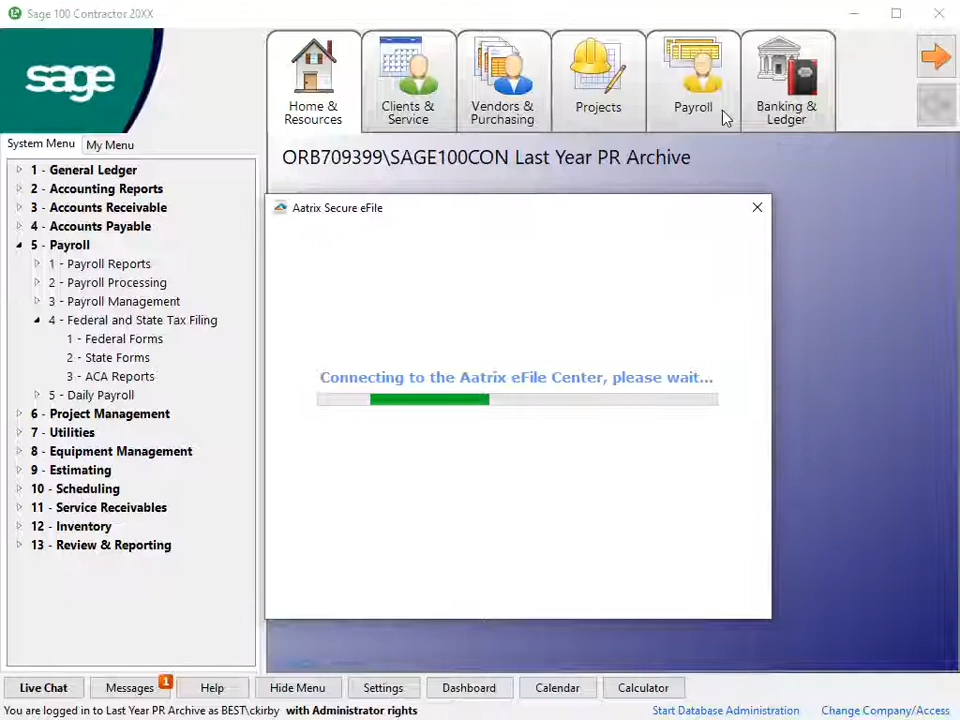 Sage 100 Contractor 20XX
sage
Home & Resources
Clients & Service
Vendors & Purchasing
Projects
Payroll
Banking & Ledger
System Menu
My Menu
ORB709399\SAGE100CON Last Year PR Archive
1 - General Ledger
2 - Accounting Reports
3 - Accounts Receivable
4 - Accounts Payable
5 - Payroll
1 - Payroll Reports
2 - Payroll Processing
3 - Payroll Management
4 - Federal and State Tax Filing
1 - Federal Forms
2 - State Forms
3 - ACA Reports
5 - Daily Payroll
6 - Project Management
7 - Utilities
8 - Equipment Management
9 - Estimating
10 - Scheduling
11 - Service Receivables
12 - Inventory
13 - Review & Reporting
Aatrix Secure eFile
Connecting to the Aatrix eFile Center, please wait...
Live Chat
Messages
1
Help
Hide Menu
Settings
Dashboard
Calendar
Calculator
You are logged in to Last Year PR Archive as BEST\ckirby with Administrator rights
Start Database Administration
Change Company/Access